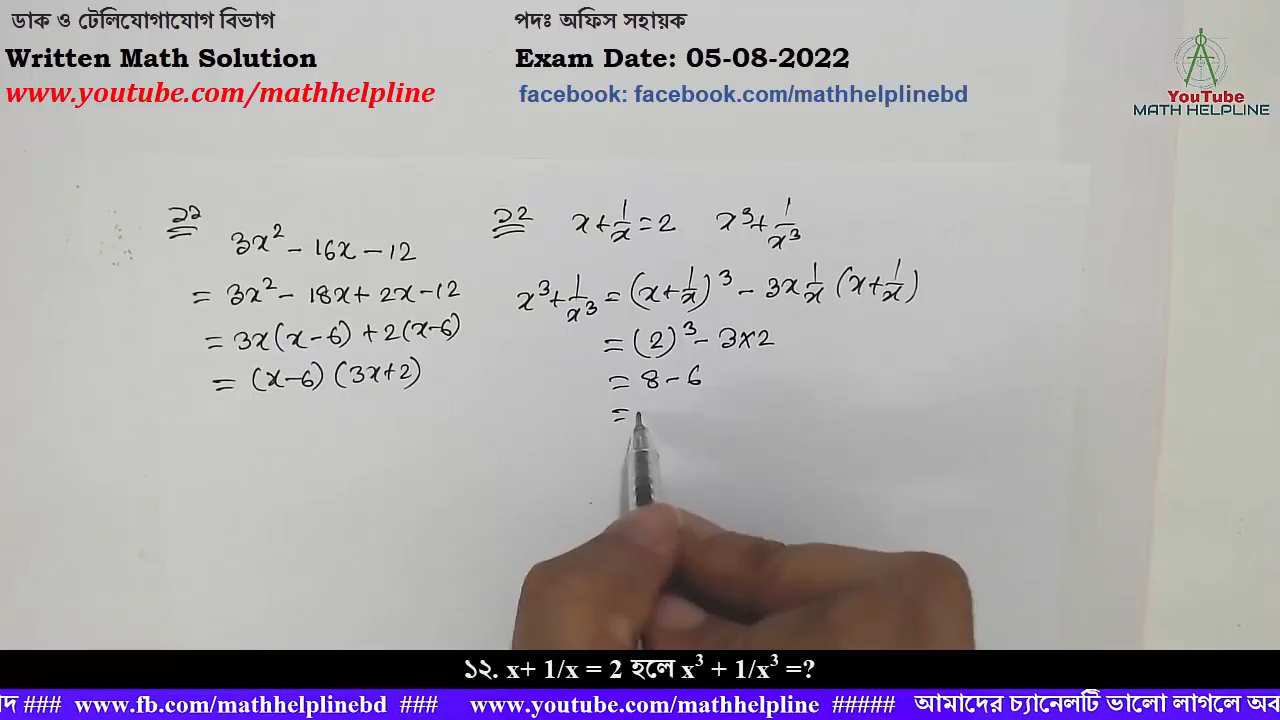 ডাক ও টেলিযোগাযোগ বিভাগ
পদঃ অফিস সহায়ক
Written Math Solution
Exam Date: 05-08-2022
www.youtube.com/mathhelpline
facebook: facebook.com/mathhelplinebd
YouTube
MATH HELPLINE
১১
3x² - 16x - 12
= 3x² - 18x + 2x - 12
= 3x(x-6) + 2(x-6)
= (x-6) (3x+2)
১২ x + 1/x = 2 x³ + 1/x³
x³ + 1/x³ = (x + 1/x)³ - 3x 1/x (x + 1/x)
= (2)³ - 3×2
= 8 - 6
=
১২. x+ 1/x = 2 হলে x³ + 1/x³ =?
### www.fb.com/mathhelplinebd ### www.youtube.com/mathhelpline ##### আমাদের চ্যানেলটি ভালো লাগলে